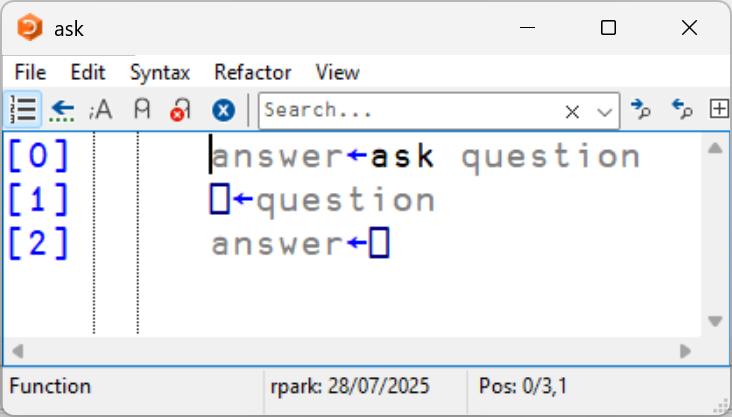 ask
File Edit Syntax Refactor View
;A A Search...
[0] answer←ask question
[1] ⎕←question
[2] answer←⎕
Function rpark: 28/07/2025 Pos: 0/3,1